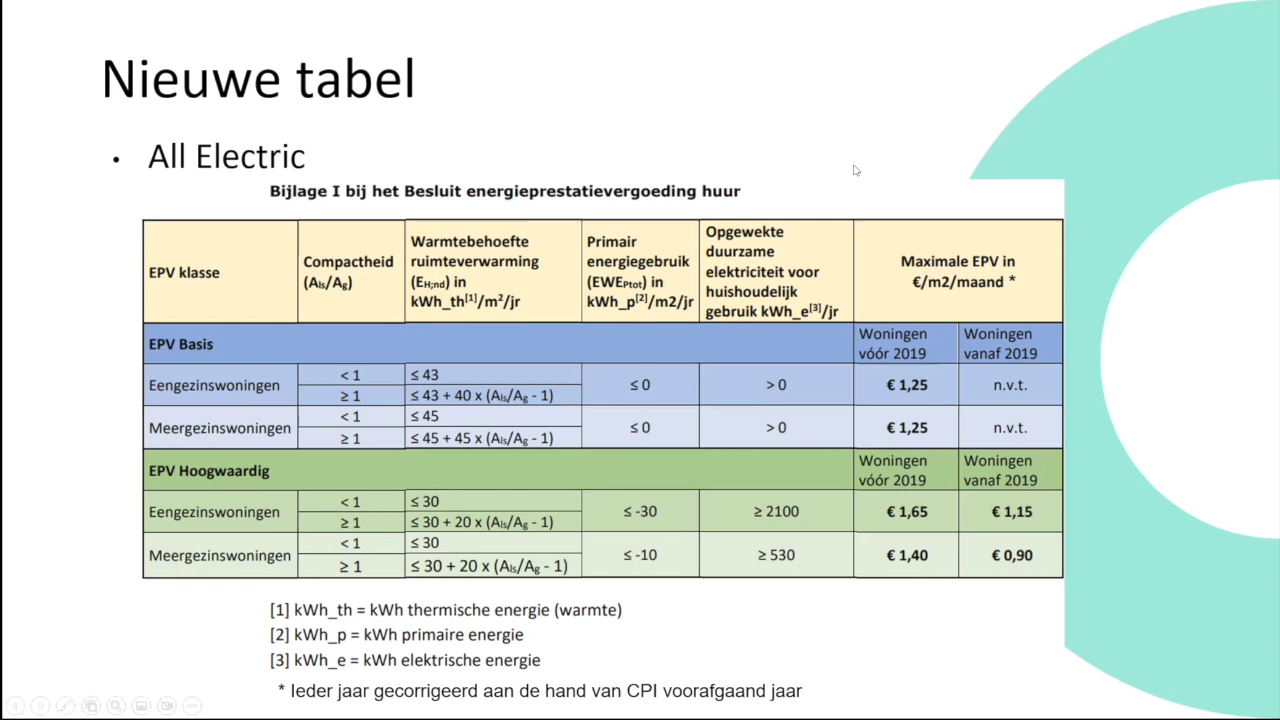 Nieuwe tabel
• All Electric
Bijlage I bij het Besluit energieprestatievergoeding huur
EPV klasse
Compactheid
(Als/Ag)
Warmtebehoefte
ruimteverwarming
(EH;nd) in
kWh_th[1]/m²/jr
Primair
energiegebruik
(EWEPtot) in
kWh_p[2]/m2/jr
Opgewekte
duurzame
elektriciteit voor
huishoudelijk
gebruik kWh_e[3]/jr
Maximale EPV in
€/m2/maand *
EPV Basis
Woningen
vóór 2019
Woningen
vanaf 2019
Eengezinswoningen
< 1
≤ 43
≥ 1
≤ 43 + 40 x (Als/Ag - 1)
≤ 0
> 0
€ 1,25
n.v.t.
Meergezinswoningen
< 1
≤ 45
≥ 1
≤ 45 + 45 x (Als/Ag - 1)
≤ 0
> 0
€ 1,25
n.v.t.
EPV Hoogwaardig
Woningen
vóór 2019
Woningen
vanaf 2019
Eengezinswoningen
< 1
≤ 30
≥ 1
≤ 30 + 20 x (Als/Ag - 1)
≤ -30
≥ 2100
€ 1,65
€ 1,15
Meergezinswoningen
< 1
≤ 30
≥ 1
≤ 30 + 20 x (Als/Ag - 1)
≤ -10
≥ 530
€ 1,40
€ 0,90
[1] kWh_th = kWh thermische energie (warmte)
[2] kWh_p = kWh primaire energie
[3] kWh_e = kWh elektrische energie
* Ieder jaar gecorrigeerd aan de hand van CPI voorafgaand jaar